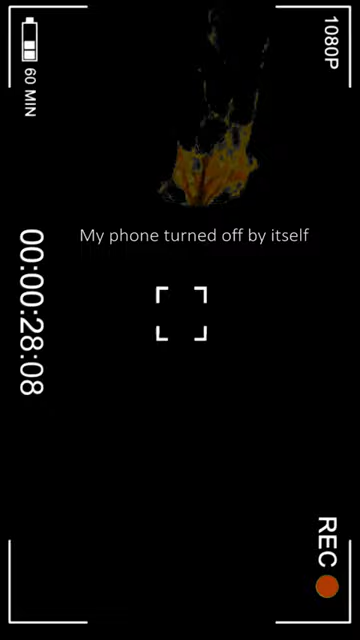 1080P
60 MIN
My phone turned off by itself
00:00:28:08
REC